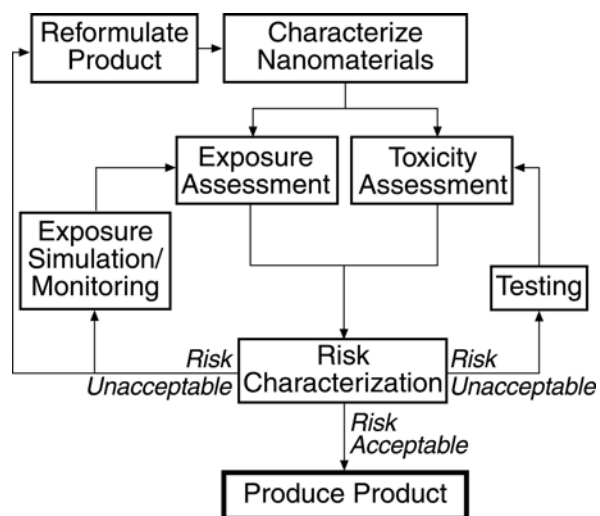 Reformulate
Product
Characterize
Nanomaterials
Exposure
Assessment
Toxicity
Assessment
Exposure
Simulation/
Monitoring
Testing
Risk
Unacceptable
Risk
Characterization
Risk
Unacceptable
Risk
Acceptable
Produce Product